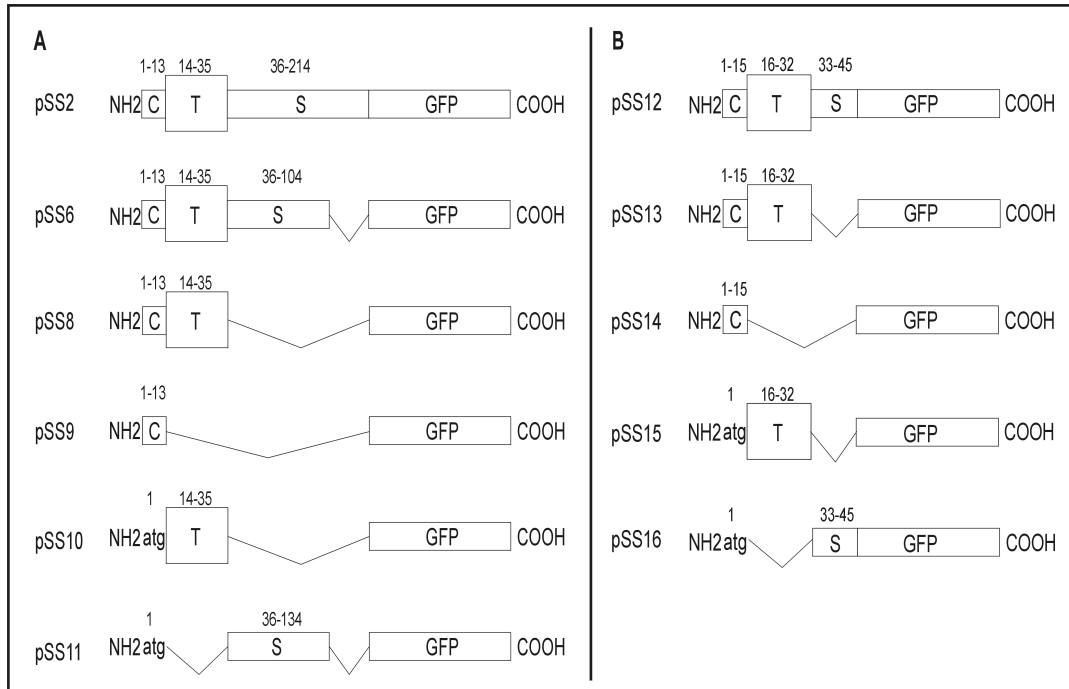 A
1-13 14-35 36-214
pSS2 NH2 C T S GFP COOH
1-13 14-35 36-104
pSS6 NH2 C T S GFP COOH
1-13 14-35
pSS8 NH2 C T GFP COOH
1-13
pSS9 NH2 C GFP COOH
1 14-35
pSS10 NH2 atg T GFP COOH
1 36-134
pSS11 NH2 atg S GFP COOH
B
1-15 16-32 33-45
pSS12 NH2 C T S GFP COOH
1-15 16-32
pSS13 NH2 C T GFP COOH
1-15
pSS14 NH2 C GFP COOH
1 16-32
pSS15 NH2 atg T GFP COOH
1 33-45
pSS16 NH2 atg S GFP COOH